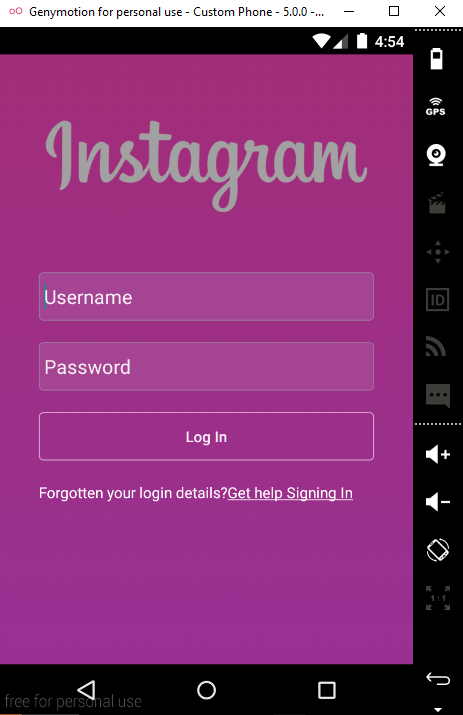 Genymotion for personal use - Custom Phone - 5.0.0 -...
4:54
GPS
Instagram
Username
Password
ID
Log In
Forgotten your login details?Get help Signing In
1:1
free for personal use